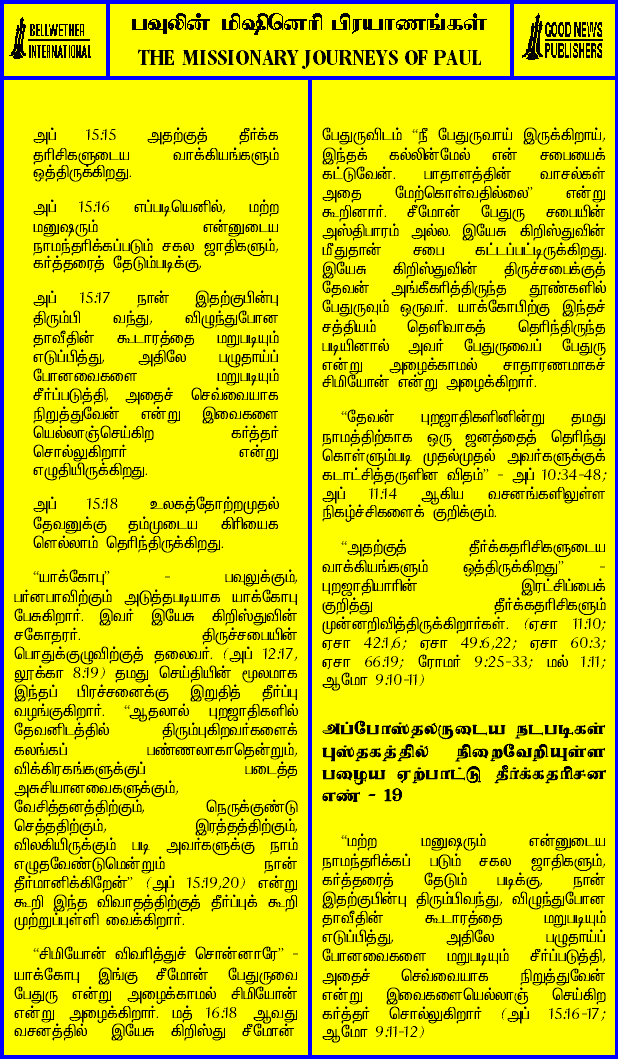 BELLWETHER
INTERNATIONAL
பவுலின் மிஷினெரி பிரயாணங்கள்
THE MISSIONARY JOURNEYS OF PAUL
GOOD NEWS
PUBLISHERS
அப் 15:15 அதற்குத் தீர்க்க
தரிசிகளுடைய வாக்கியங்களும்
ஒத்திருக்கிறது.
அப் 15:16 எப்படியெனில், மற்ற
மனுஷரும் என்னுடைய
நாமந்தரிக்கப்படும் சகல ஜாதிகளும்,
கர்த்தரைத் தேடும்படிக்கு,
அப் 15:17 நான் இதற்குபின்பு
திரும்பி வந்து, விழுந்துபோன
தாவீதின் கூடாரத்தை மறுபடியும்
எடுப்பித்து, அதிலே பழுதாய்ப்
போனவைகளை மறுபடியும்
சீர்ப்படுத்தி, அதைச் செவ்வையாக
நிறுத்துவேன் என்று இவைகளை
யெல்லாஞ்செய்கிற கர்த்தர்
சொல்லுகிறார் என்று
எழுதியிருக்கிறது.
அப் 15:18 உலகத்தோற்றமுதல்
தேவனுக்கு தம்முடைய கிரியைக
ளெல்லாம் தெரிந்திருக்கிறது.
“யாக்கோபு” - பவுலுக்கும்,
பர்னபாவிற்கும் அடுத்தபடியாக யாக்கோபு
பேசுகிறார். இவர் இயேசு கிறிஸ்துவின்
சகோதரர். திருச்சபையின்
பொதுக்குழுவிற்குத் தலைவர். (அப் 12:17,
லூக்கா 8:19) தமது செய்தியின் மூலமாக
இந்தப் பிரச்சனைக்கு இறுதித் தீர்ப்பு
வழங்குகிறார். “ஆதலால் புறஜாதிகளில்
தேவனிடத்தில் திரும்புகிறவர்களைக்
கலங்கப் பண்ணலாகாதென்றும்,
விக்கிரகங்களுக்குப் படைத்த
அசுசியானவைகளுக்கும்,
வேசித்தனத்திற்கும், நெருக்குண்டு
செத்ததிற்கும், இரத்தத்திற்கும்,
விலகியிருக்கும் படி அவர்களுக்கு நாம்
எழுதவேண்டுமென்றும் நான்
தீர்மானிக்கிறேன்” (அப் 15:19,20) என்று
கூறி இந்த விவாதத்திற்குத் தீர்ப்புக் கூறி
முற்றுப்புள்ளி வைக்கிறார்.
“சிமியோன் விவரித்துச் சொன்னாரே” -
யாக்கோபு இங்கு சீமோன் பேதுருவை
பேதுரு என்று அழைக்காமல் சிமியோன்
என்று அழைக்கிறார். மத் 16:18 ஆவது
வசனத்தில் இயேசு கிறிஸ்து சீமோன்
பேதுருவிடம் “நீ பேதுருவாய் இருக்கிறாய்,
இந்தக் கல்லின்மேல் என் சபையைக்
கட்டுவேன். பாதாளத்தின் வாசல்கள்
அதை மேற்கொள்வதில்லை” என்று
கூறினார். சீமோன் பேதுரு சபையின்
அஸ்திபாரம் அல்ல. இயேசு கிறிஸ்துவின்
மீதுதான் சபை கட்டப்பட்டிருக்கிறது.
இயேசு கிறிஸ்துவின் திருச்சபைக்குத்
தேவன் அங்கீகரித்திருந்த தூண்களில்
பேதுருவும் ஒருவர். யாக்கோபிற்கு இந்தச்
சத்தியம் தெளிவாகத் தெரிந்திருந்த
படியினால் அவர் பேதுருவைப் பேதுரு
என்று அழைக்காமல் சாதாரணமாகச்
சிமியோன் என்று அழைக்கிறார்.
“தேவன் புறஜாதிகளினின்று தமது
நாமத்திற்காக ஒரு ஜனத்தைத் தெரிந்து
கொள்ளும்படி முதல்முதல் அவர்களுக்குக்
கடாட்சித்தருளின விதம்” - அப் 10:34-48;
அப் 11:14 ஆகிய வசனங்களிலுள்ள
நிகழ்ச்சிகளைக் குறிக்கும்.
“அதற்குத் தீர்க்கதரிசிகளுடைய
வாக்கியங்களும் ஒத்திருக்கிறது” -
புறஜாதியாரின் இரட்சிப்பைக்
குறித்து தீர்க்கதரிசிகளும்
முன்னறிவித்திருக்கிறார்கள். (ஏசா 11:10;
ஏசா 42:1,6; ஏசா 49:6,22; ஏசா 60:3;
ஏசா 66:19; ரோமர் 9:25-33; மல் 1:11;
ஆமோ 9:10-11)
அப்போஸ்தலருடைய நடபடிகள்
புஸ்தகத்தில் நிறைவேறியுள்ள
பழைய ஏற்பாட்டு தீர்க்கதரிசன
எண் - 19
“மற்ற மனுஷரும் என்னுடைய
நாமந்தரிக்கப் படும் சகல ஜாதிகளும்,
கர்த்தரைத் தேடும் படிக்கு, நான்
இதற்குபின்பு திரும்பிவந்து, விழுந்துபோன
தாவீதின் கூடாரத்தை மறுபடியும்
எடுப்பித்து, அதிலே பழுதாய்ப்
போனவைகளை மறுபடியும் சீர்ப்படுத்தி,
அதைச் செவ்வையாக நிறுத்துவேன்
என்று இவைகளையெல்லாஞ் செய்கிற
கர்த்தர் சொல்லுகிறார் (அப் 15:16-17;
ஆமோ 9:11-12)